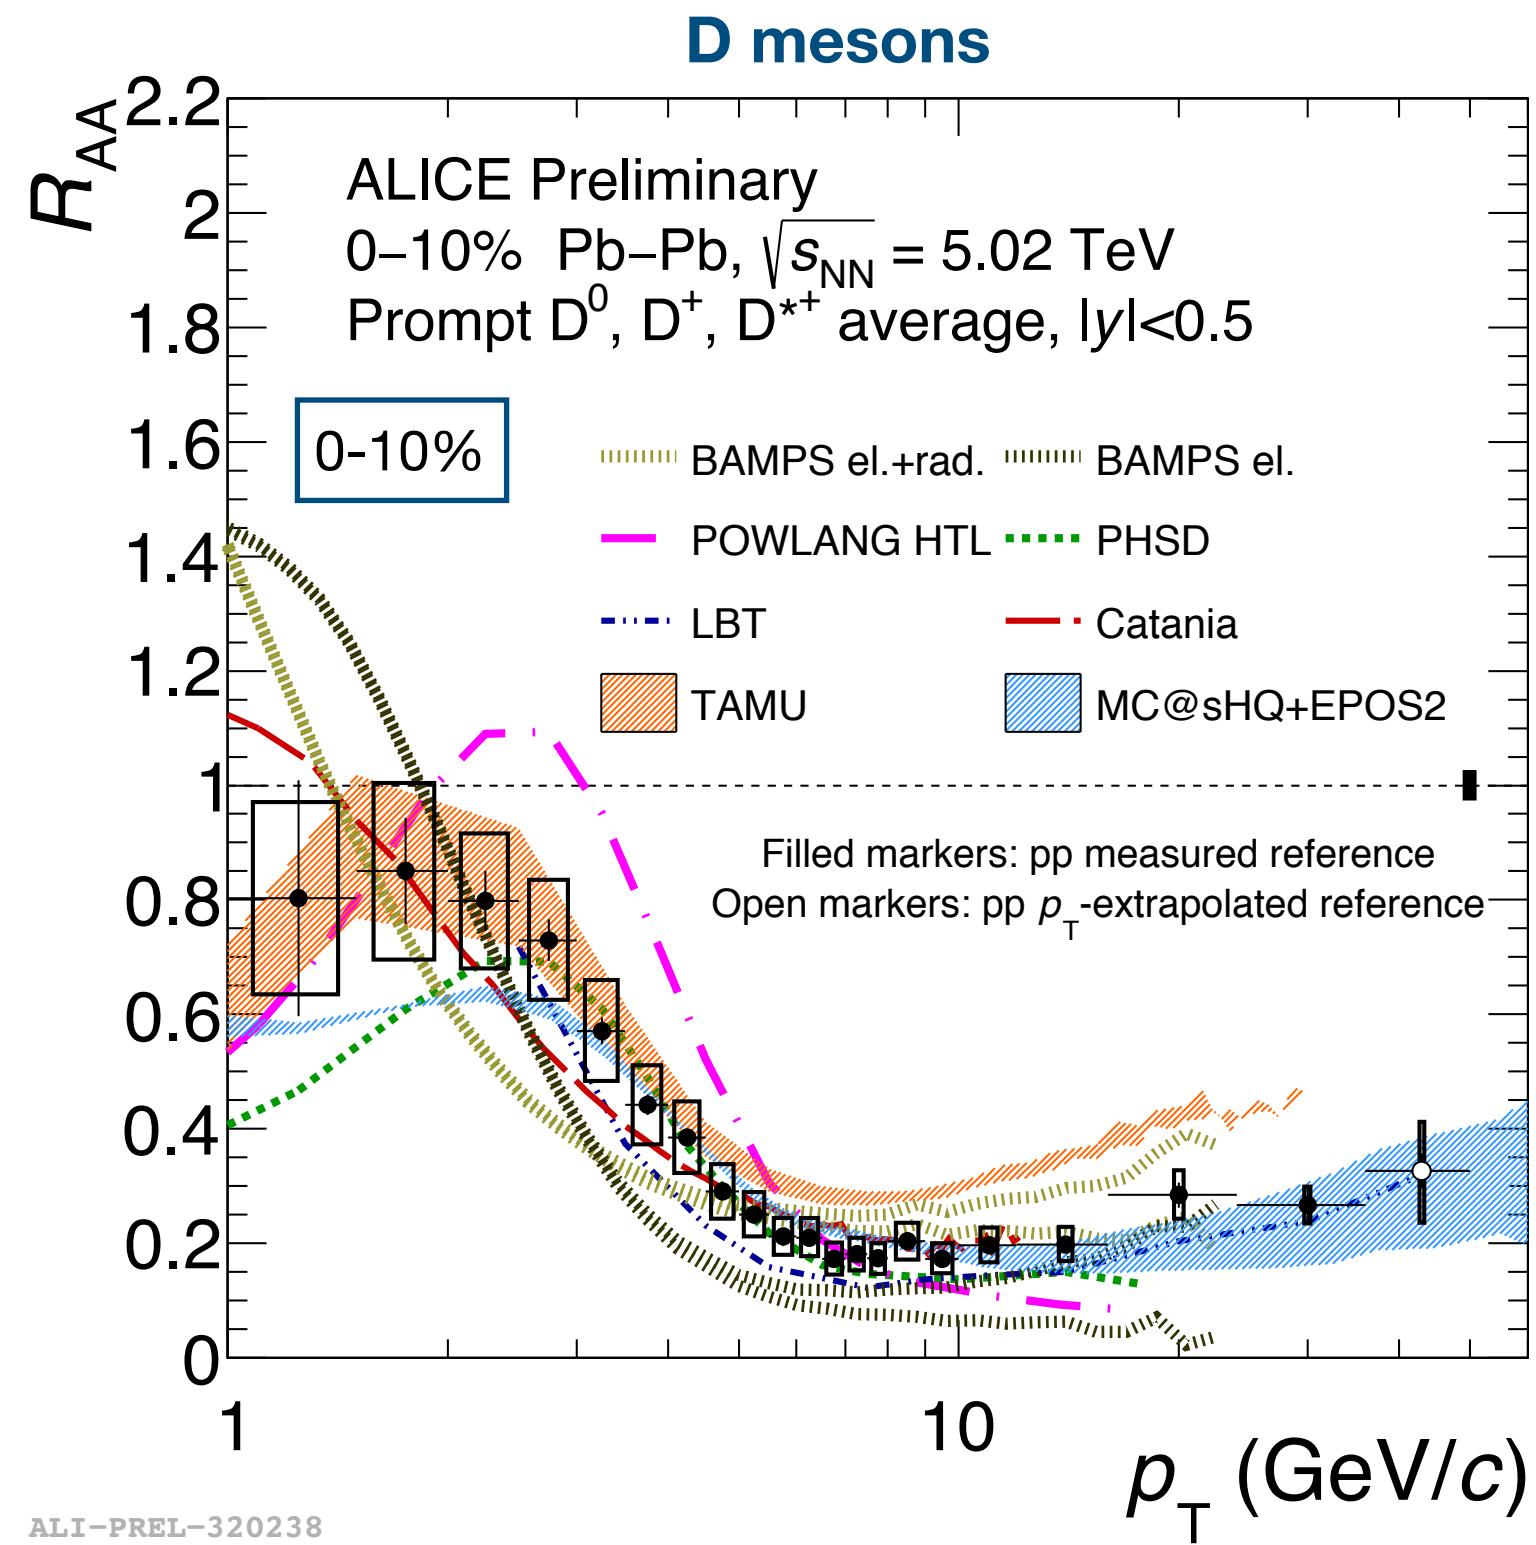 D mesons
R_AA
2.2
2
1.8
1.6
1.4
1.2
1
0.8
0.6
0.4
0.2
0
ALICE Preliminary
0–10% Pb–Pb, √s_NN = 5.02 TeV
Prompt D⁰, D⁺, D*⁺ average, |y|<0.5
0-10%
BAMPS el.+rad. BAMPS el.
POWLANG HTL PHSD
LBT Catania
TAMU MC@sHQ+EPOS2
Filled markers: pp measured reference
Open markers: pp p_T-extrapolated reference
1 10
p_T (GeV/c)
ALI-PREL-320238